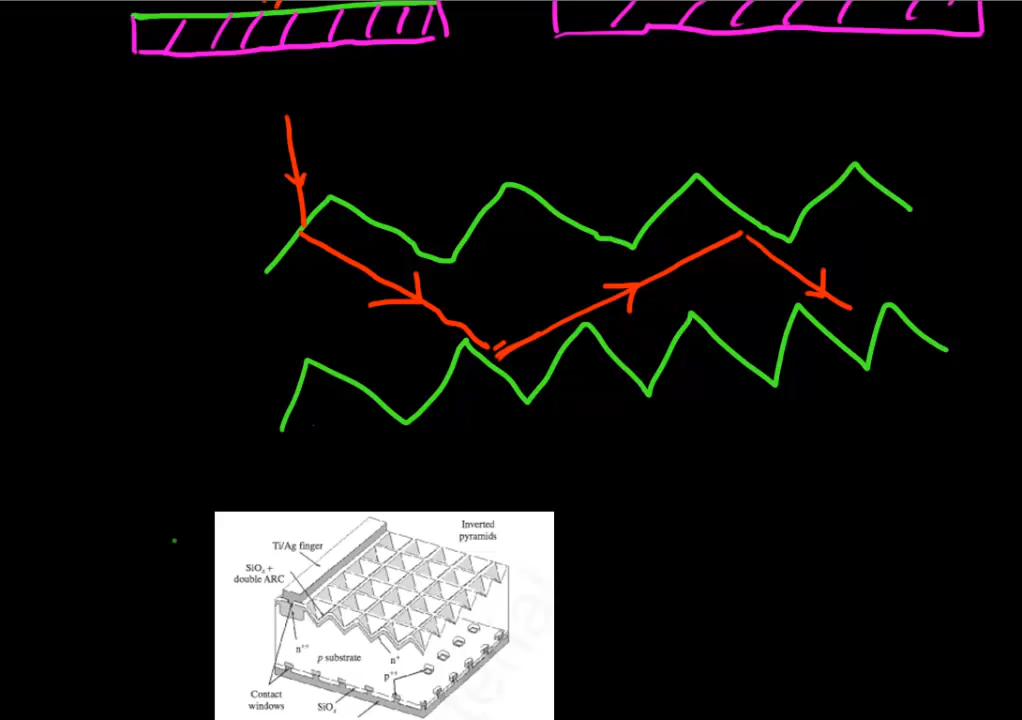 Inverted
pyramids
Ti/Ag finger
SiO₂ +
double ARC
n⁺⁺
p substrate
n⁺
p⁺⁺
Contact
windows
SiO₂